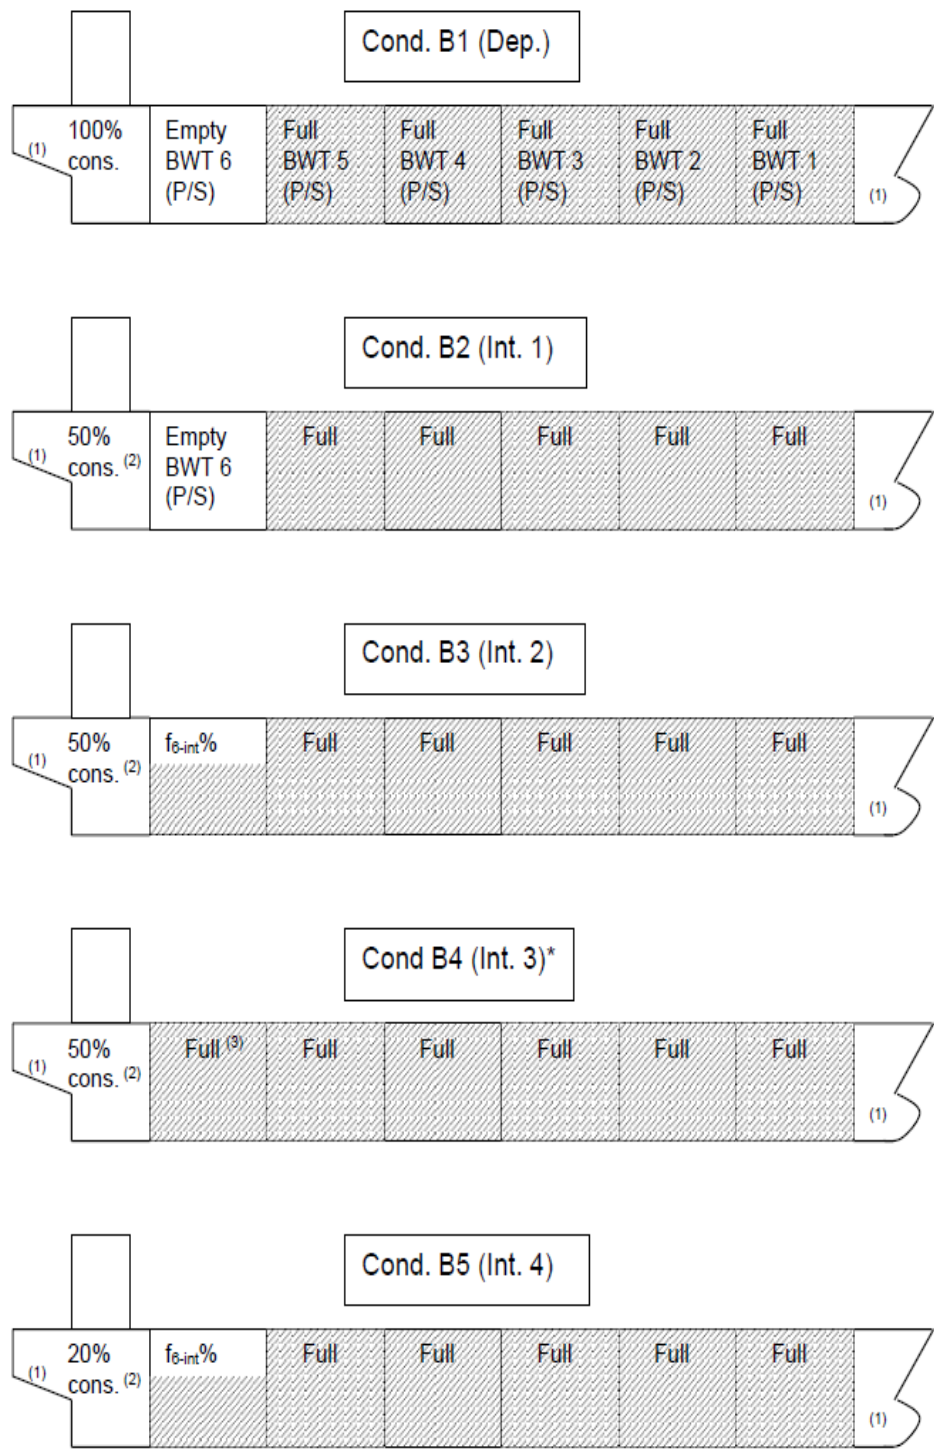 Cond. B1 (Dep.)
(1) 100% cons. Empty BWT 6 (P/S) Full BWT 5 (P/S) Full BWT 4 (P/S) Full BWT 3 (P/S) Full BWT 2 (P/S) Full BWT 1 (P/S) (1)
Cond. B2 (Int. 1)
(1) 50% cons. (2) Empty BWT 6 (P/S) Full Full Full Full Full (1)
Cond. B3 (Int. 2)
(1) 50% cons. (2) f6-int% Full Full Full Full Full (1)
Cond B4 (Int. 3)*
(1) 50% cons. (2) Full (3) Full Full Full Full Full (1)
Cond. B5 (Int. 4)
(1) 20% cons. (2) f6-int% Full Full Full Full Full (1)